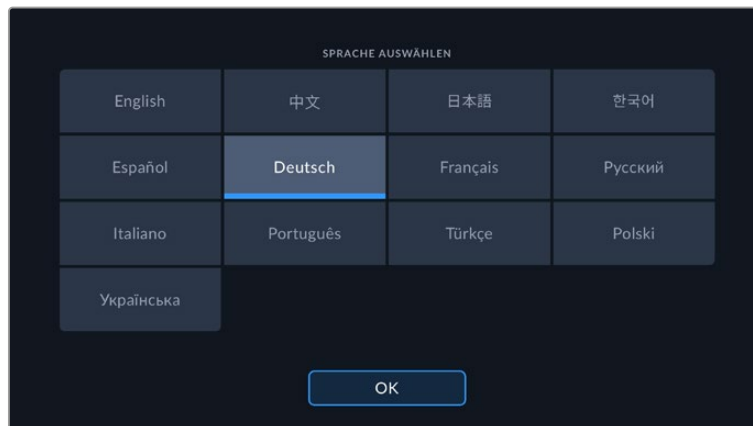 SPRACHE AUSWÄHLEN
English 中文 日本語 한국어
Español Deutsch Français Русский
Italiano Português Türkçe Polski
Українська
OK